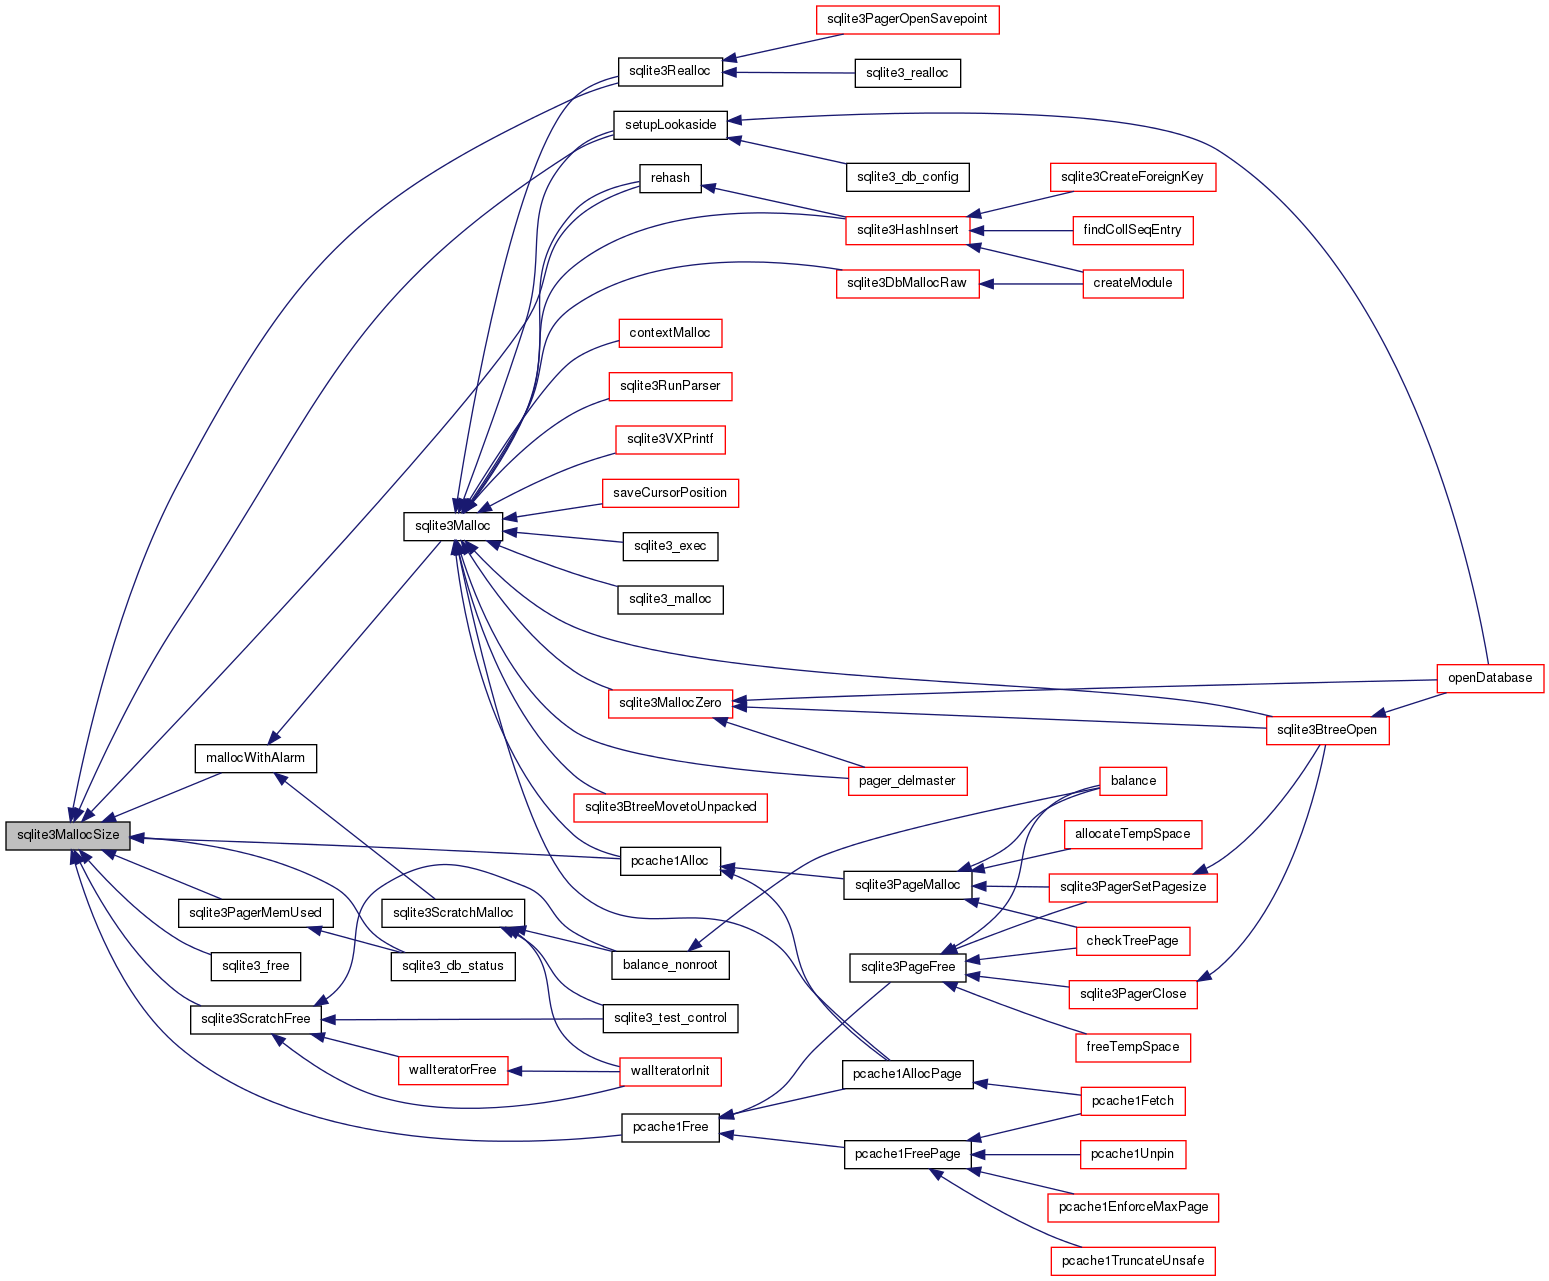 sqlite3PagerOpenSavepoint
sqlite3Realloc
sqlite3_realloc
setupLookaside
rehash
sqlite3_db_config
sqlite3CreateForeignKey
sqlite3HashInsert
findCollSeqEntry
sqlite3DbMallocRaw
createModule
contextMalloc
sqlite3RunParser
sqlite3VXPrintf
saveCursorPosition
sqlite3Malloc
sqlite3_exec
sqlite3_malloc
openDatabase
sqlite3MallocZero
sqlite3BtreeOpen
mallocWithAlarm
pager_delmaster
balance
sqlite3BtreeMovetoUnpacked
sqlite3MallocSize
allocateTempSpace
pcache1Alloc
sqlite3PageMalloc
sqlite3PagerSetPagesize
sqlite3PagerMemUsed
sqlite3ScratchMalloc
checkTreePage
sqlite3_free
sqlite3_db_status
balance_nonroot
sqlite3PageFree
sqlite3PagerClose
sqlite3ScratchFree
sqlite3_test_control
freeTempSpace
walIteratorFree
walIteratorInit
pcache1AllocPage
pcache1Fetch
pcache1Free
pcache1FreePage
pcache1Unpin
pcache1EnforceMaxPage
pcache1TruncateUnsafe